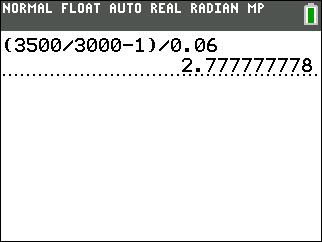 NORMAL FLOAT AUTO REAL RADIAN MP
(3500/3000-1)/0.06
2.777777778